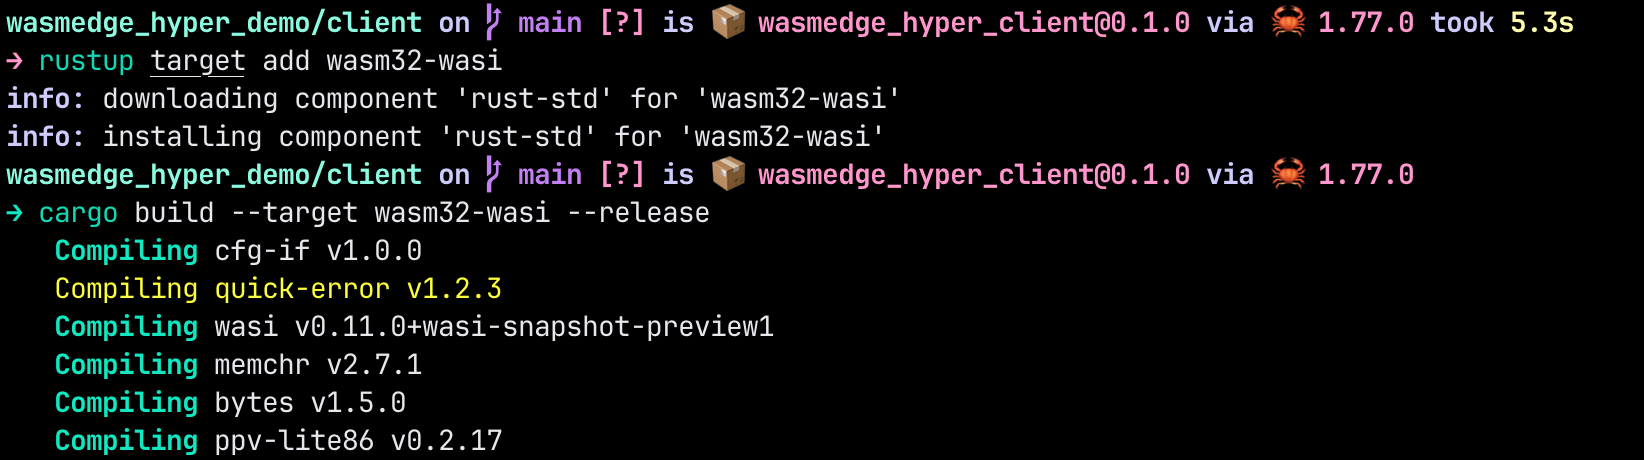 wasmedge_hyper_demo/client on main [?] is 📦 wasmedge_hyper_client@0.1.0 via 🦀 1.77.0 took 5.3s
→ rustup target add wasm32-wasi
info: downloading component 'rust-std' for 'wasm32-wasi'
info: installing component 'rust-std' for 'wasm32-wasi'
wasmedge_hyper_demo/client on main [?] is 📦 wasmedge_hyper_client@0.1.0 via 🦀 1.77.0
→ cargo build --target wasm32-wasi --release
Compiling cfg-if v1.0.0
Compiling quick-error v1.2.3
Compiling wasi v0.11.0+wasi-snapshot-preview1
Compiling memchr v2.7.1
Compiling bytes v1.5.0
Compiling ppv-lite86 v0.2.17